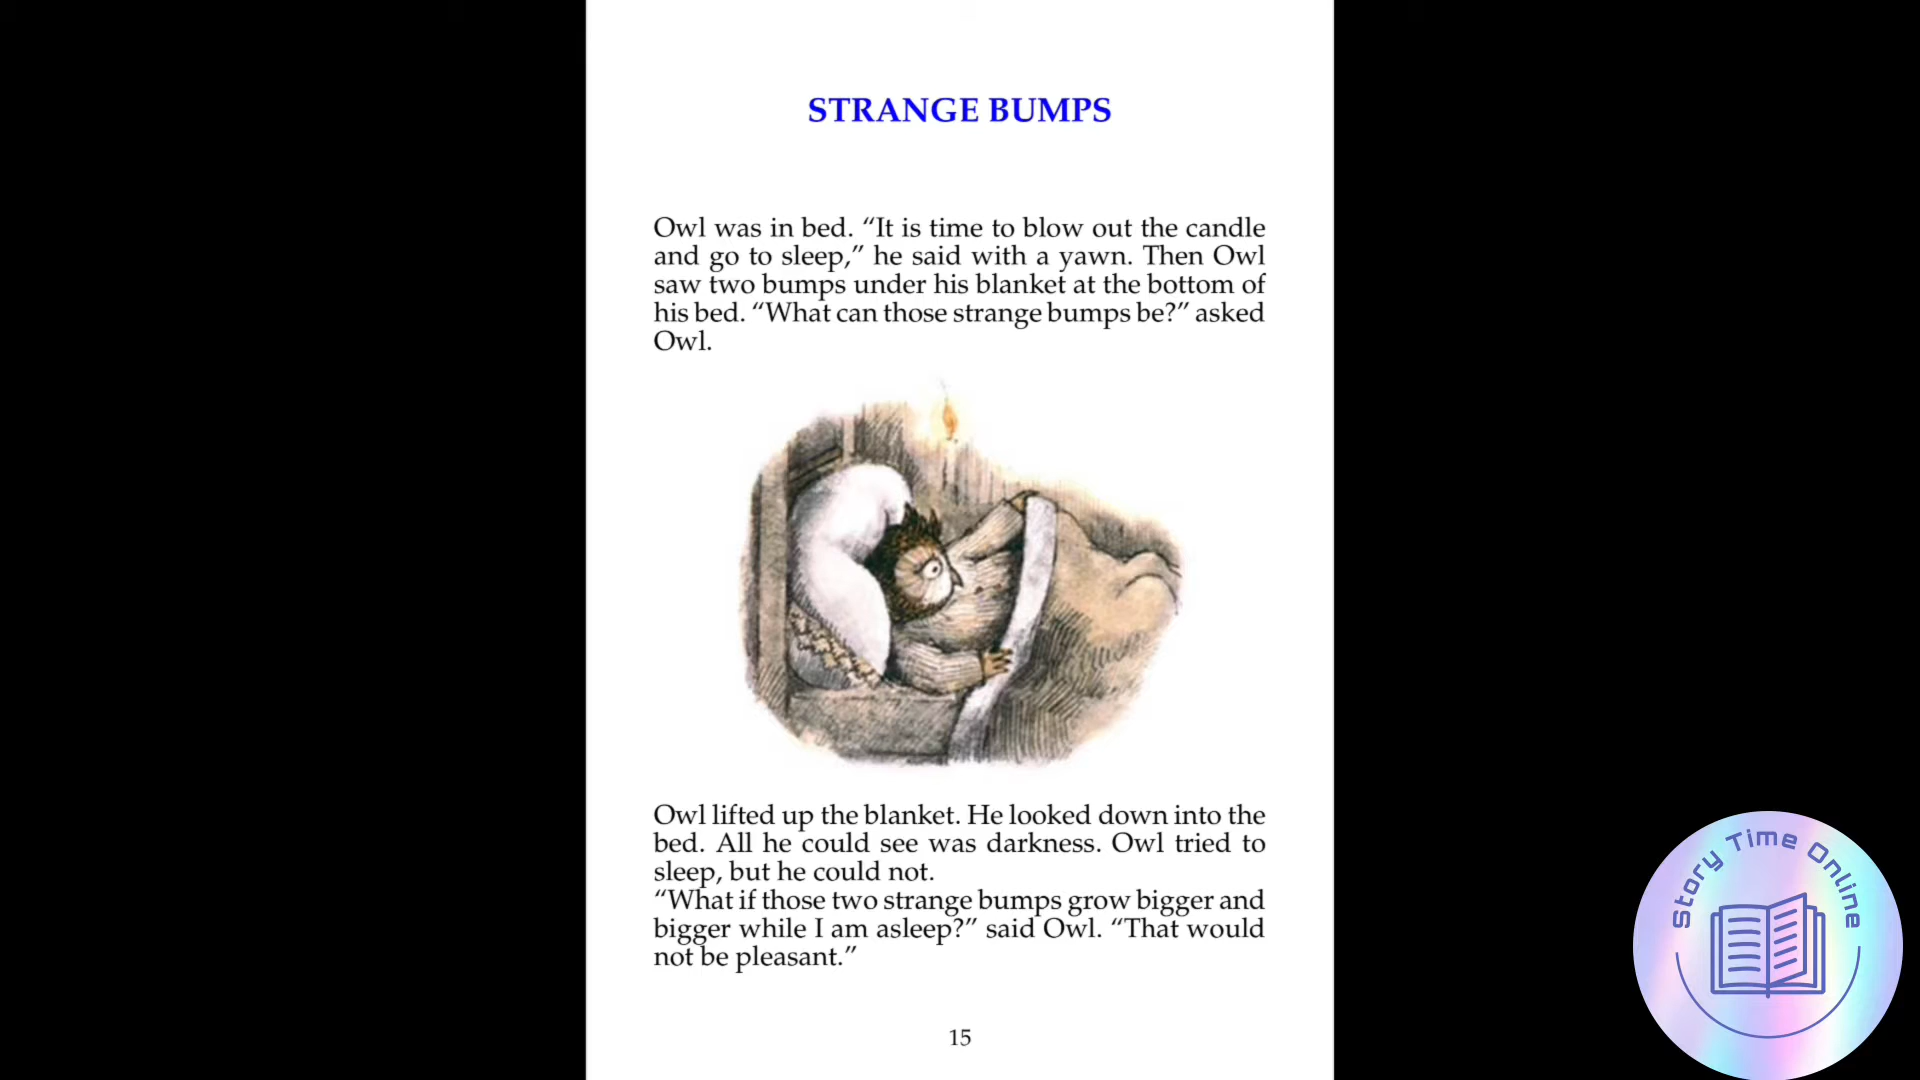 STRANGE BUMPS
Owl was in bed. “It is time to blow out the candle
and go to sleep,” he said with a yawn. Then Owl
saw two bumps under his blanket at the bottom of
his bed. “What can those strange bumps be?” asked
Owl.
Owl lifted up the blanket. He looked down into the
bed. All he could see was darkness. Owl tried to
sleep, but he could not.
“What if those two strange bumps grow bigger and
bigger while I am asleep?” said Owl. “That would
not be pleasant.”
15
Story Time Online